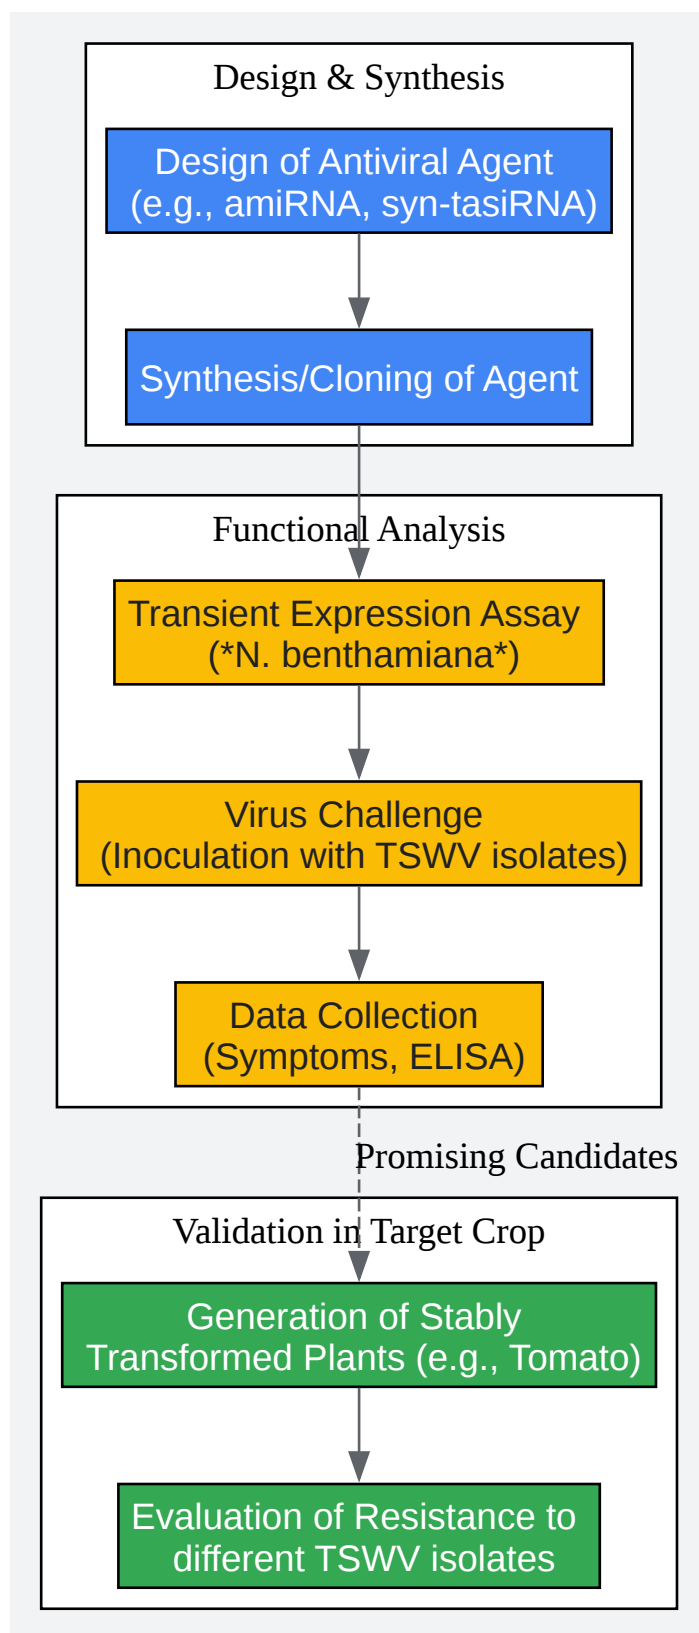 Design & Synthesis
Design of Antiviral Agent
(e.g., amiRNA, syn-tasiRNA)
Synthesis/Cloning of Agent
Functional Analysis
Transient Expression Assay
(*N. benthamiana*)
Virus Challenge
(Inoculation with TSWV isolates)
Data Collection
(Symptoms, ELISA)
Promising Candidates
Validation in Target Crop
Generation of Stably
Transformed Plants (e.g., Tomato)
Evaluation of Resistance to
different TSWV isolates